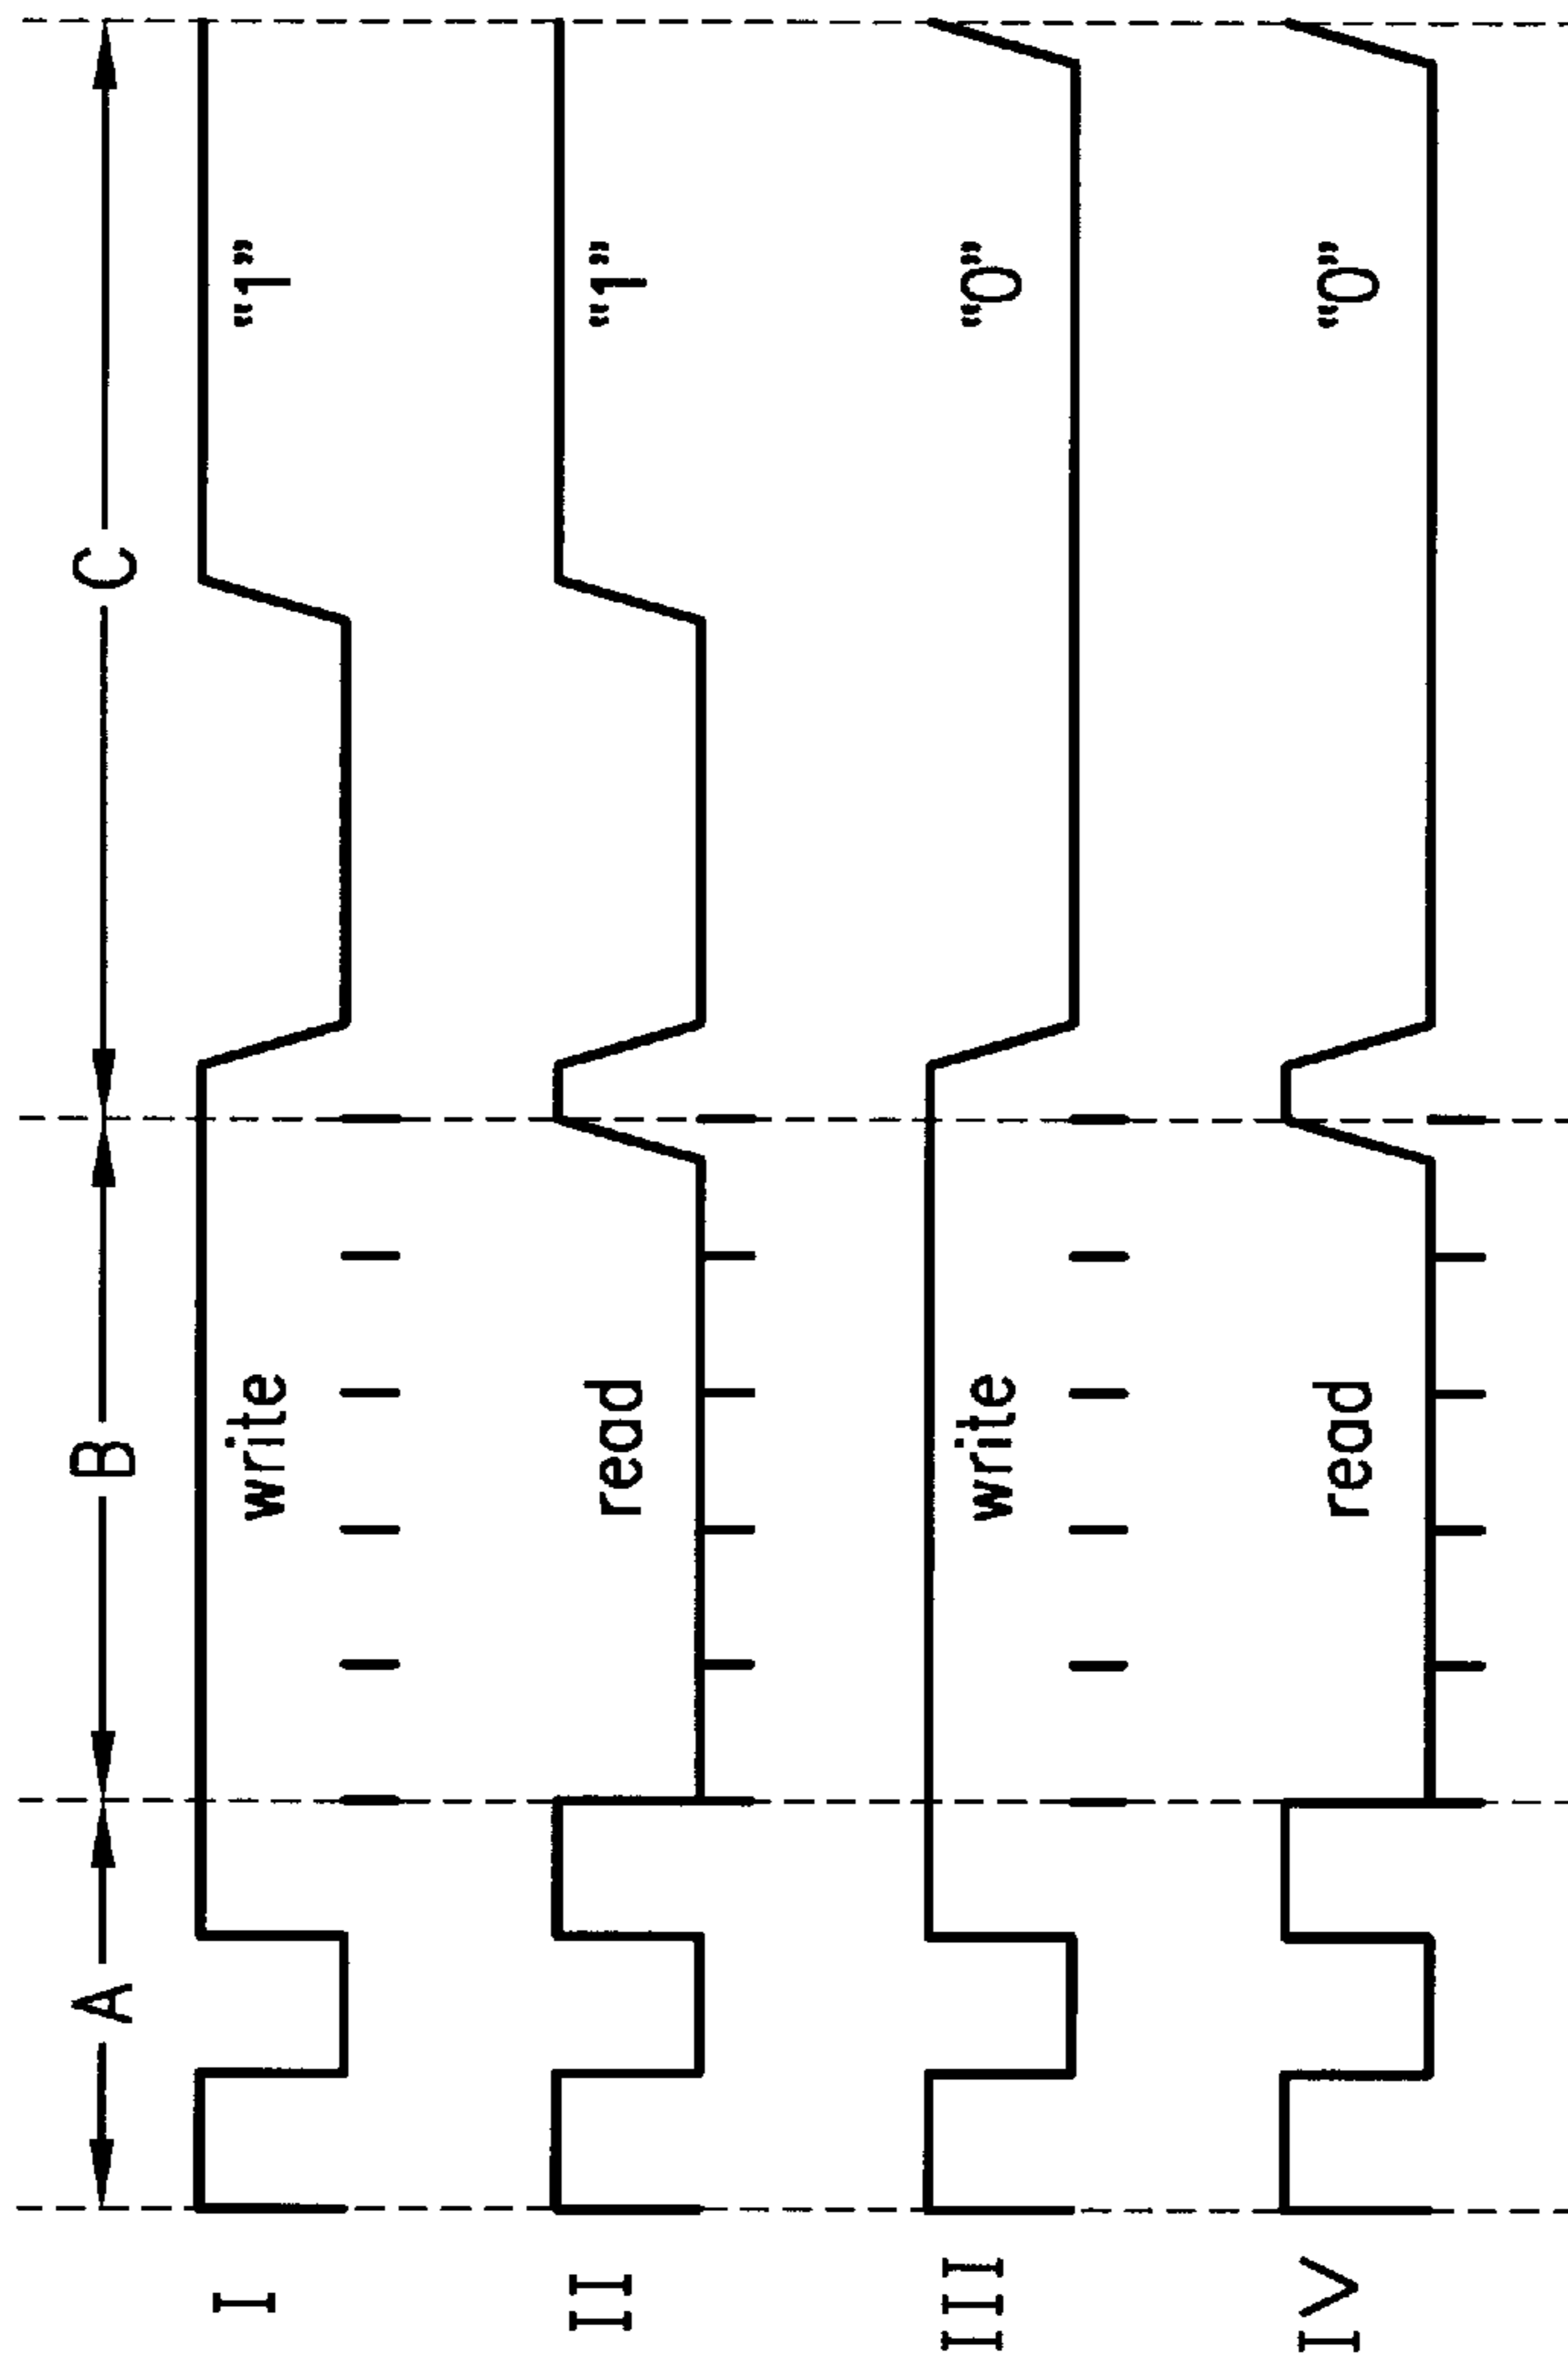 A B C
I write “1”
II read “1”
III write “0”
IV read “0”